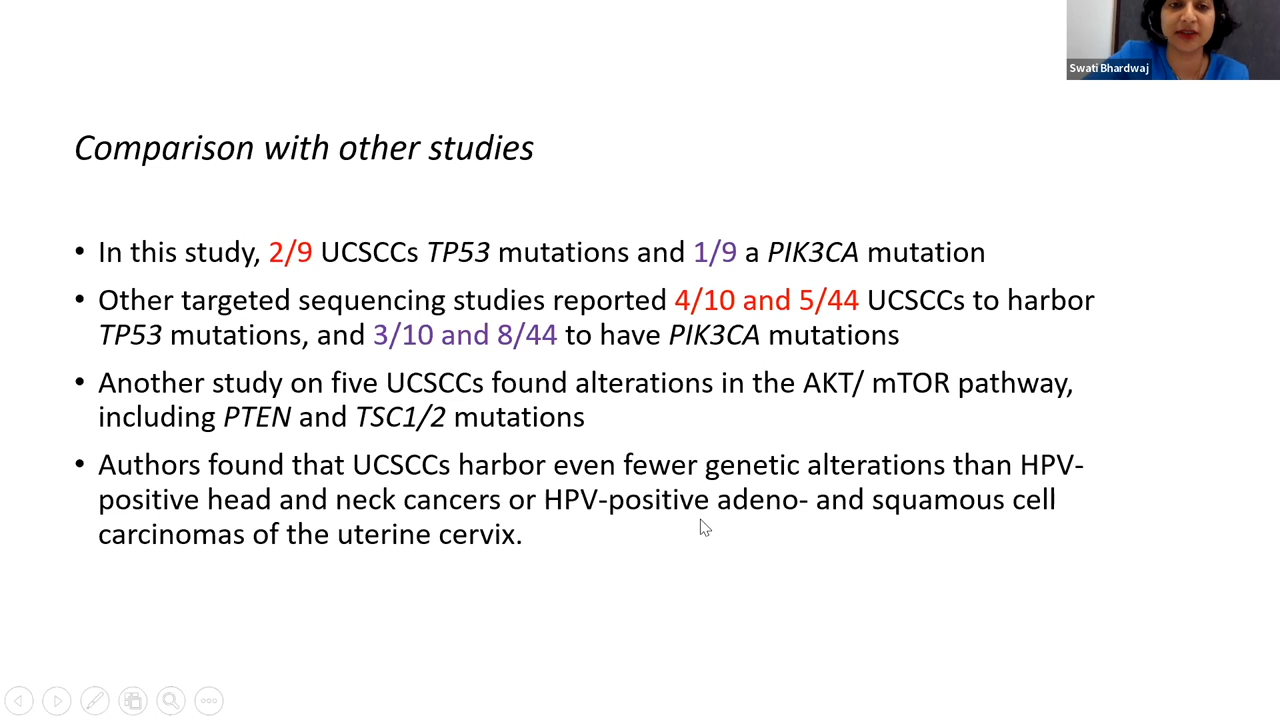 Swati Bhardwaj
Comparison with other studies
• In this study, 2/9 UCSCCs TP53 mutations and 1/9 a PIK3CA mutation
• Other targeted sequencing studies reported 4/10 and 5/44 UCSCCs to harbor
TP53 mutations, and 3/10 and 8/44 to have PIK3CA mutations
• Another study on five UCSCCs found alterations in the AKT/ mTOR pathway,
including PTEN and TSC1/2 mutations
• Authors found that UCSCCs harbor even fewer genetic alterations than HPV-
positive head and neck cancers or HPV-positive adeno- and squamous cell
carcinomas of the uterine cervix.